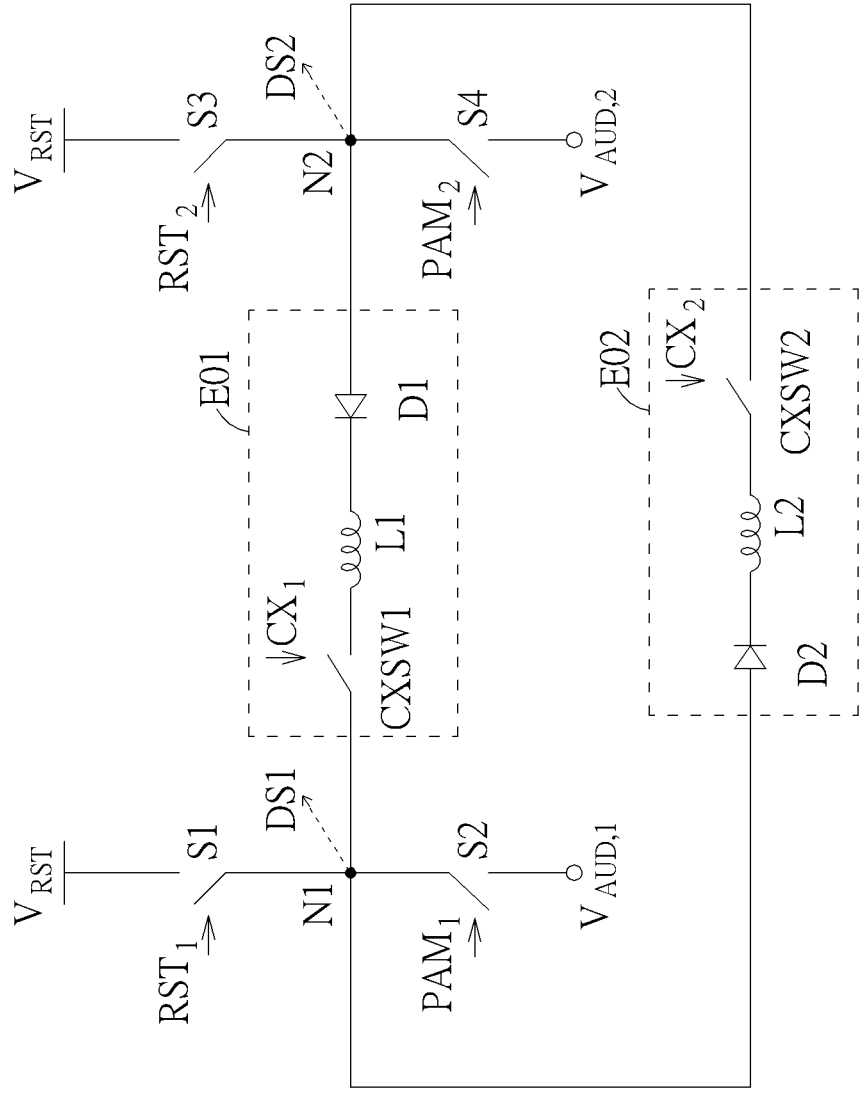 V_RST
RST_1
S1
N1
DS1
PAM_1
S2
V_AUD,1
V_RST
RST_2
S3
N2
DS2
PAM_2
S4
V_AUD,2
E01
CX_1
CXSW1
L1
D1
E02
CX_2
D2
L2
CXSW2